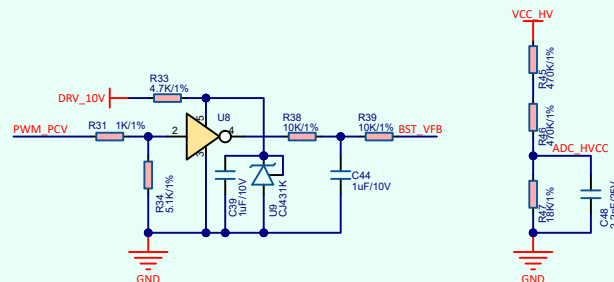 VCC_HV
R45
470K/1%
R33
4.7K/1%
DRV_10V
U8
R38
10K/1%
R39
10K/1%
PWM_PCV
R31 1K/1%
2
5
4
3
BST_VFB
R46
470K/1%
ADC_HVCC
R34
5.1K/1%
C39
1uF/10V
U9
CJ431K
C44
1uF/10V
R47
18K/1%
C48
GND
GND